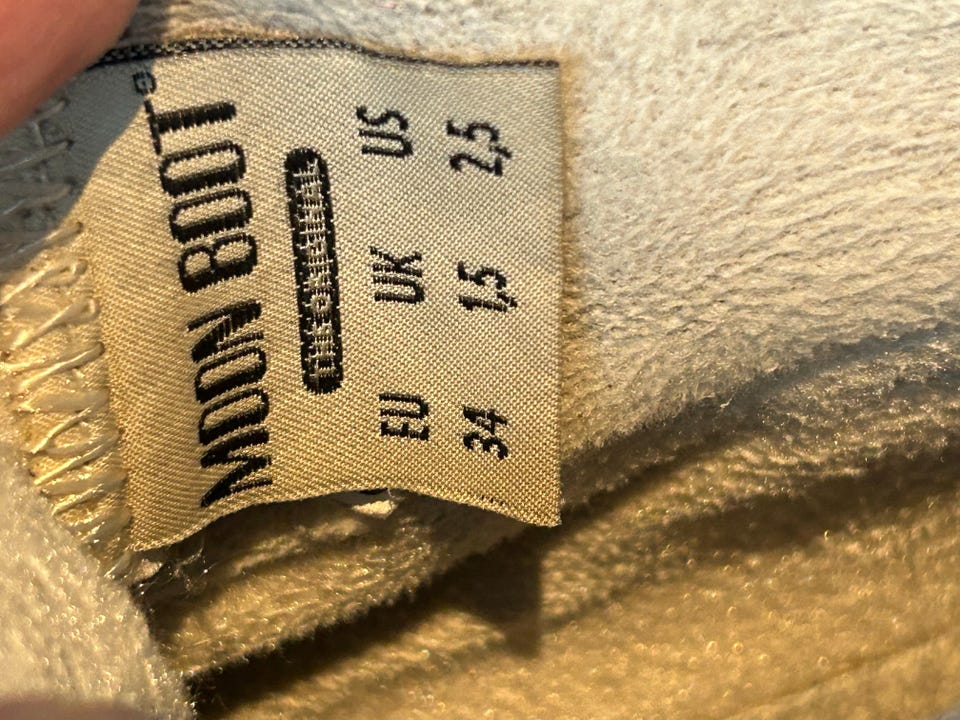 MOON BOOT®
THE ORIGINAL
EU UK US
34 1,5 2,5